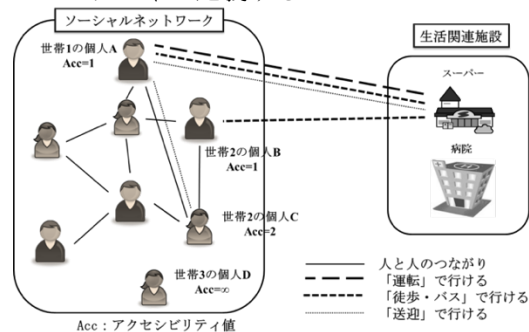 ソーシャルネットワーク
生活関連施設
世帯1の個人A
Acc=1
スーパー
世帯2の個人B
Acc=1
病院
世帯2の個人C
Acc=2
世帯3の個人D
Acc=∞
人と人のつながり
「運転」で行ける
「徒歩・バス」で行ける
「送迎」で行ける
Acc：アクセシビリティ値